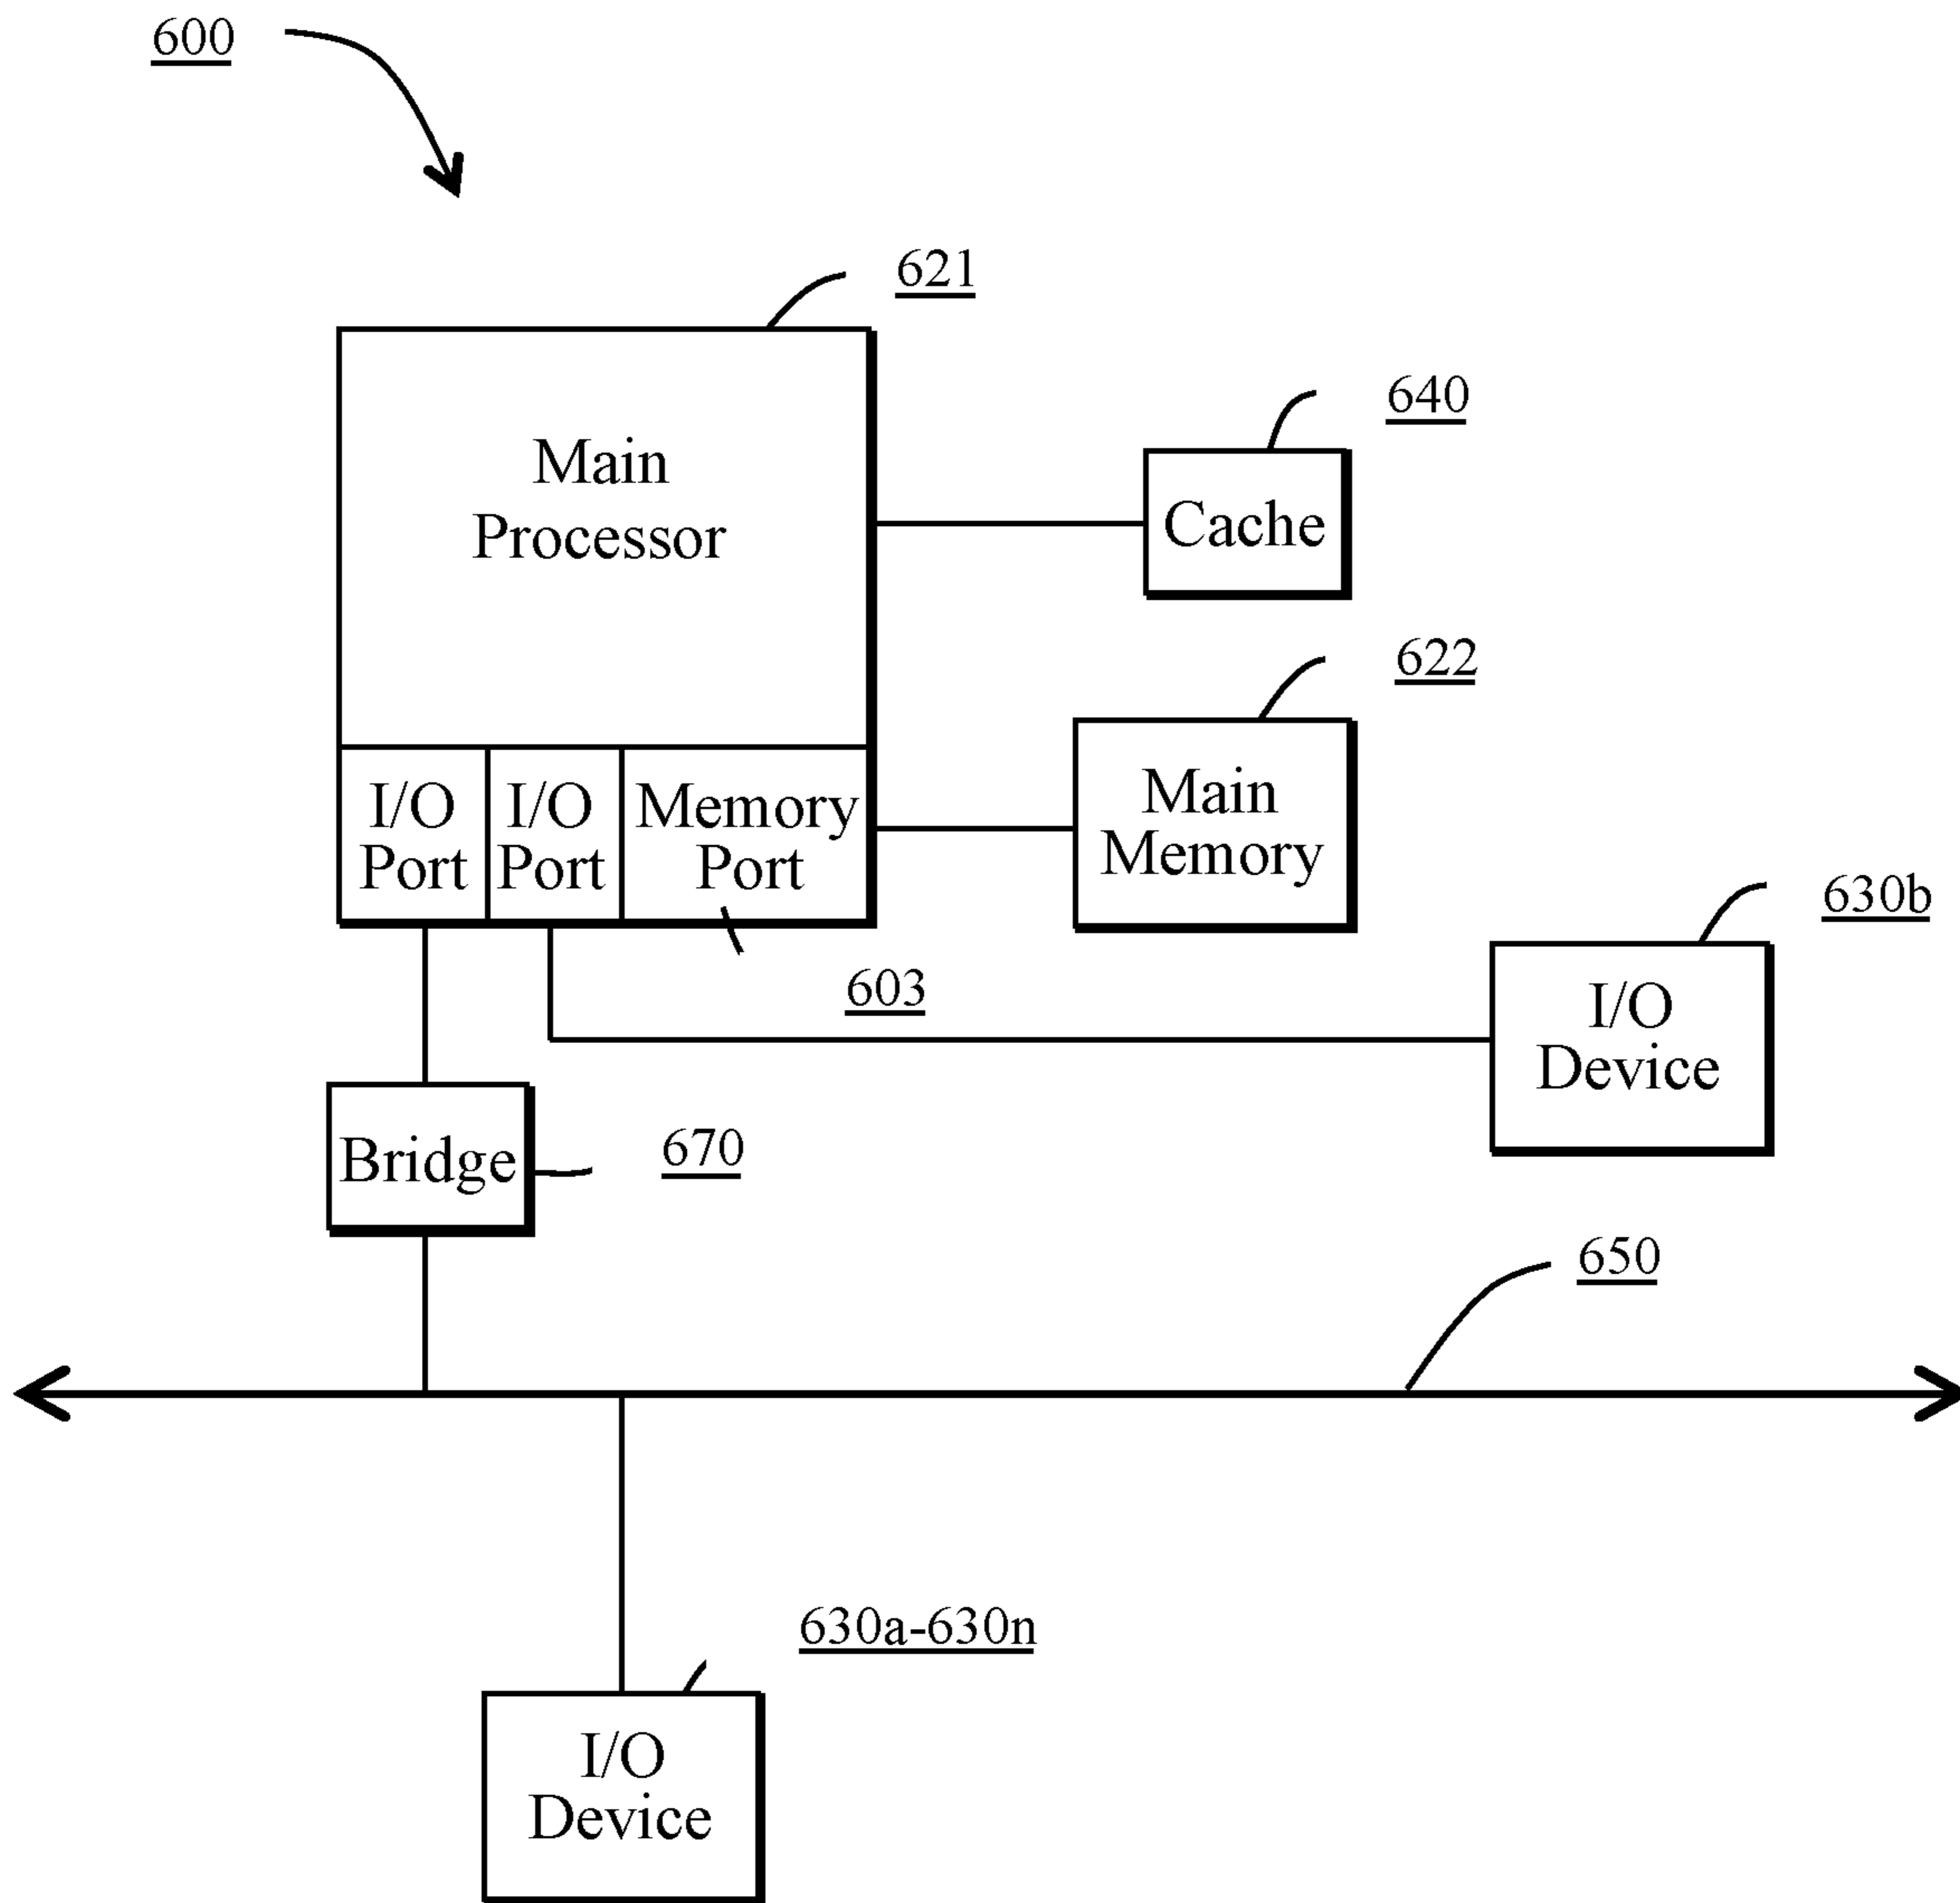 600
621
640
Main
Processor
Cache
622
I/O
Port
I/O
Port
Memory
Port
Main
Memory
630b
603
I/O
Device
Bridge
670
650
630a-630n
I/O
Device